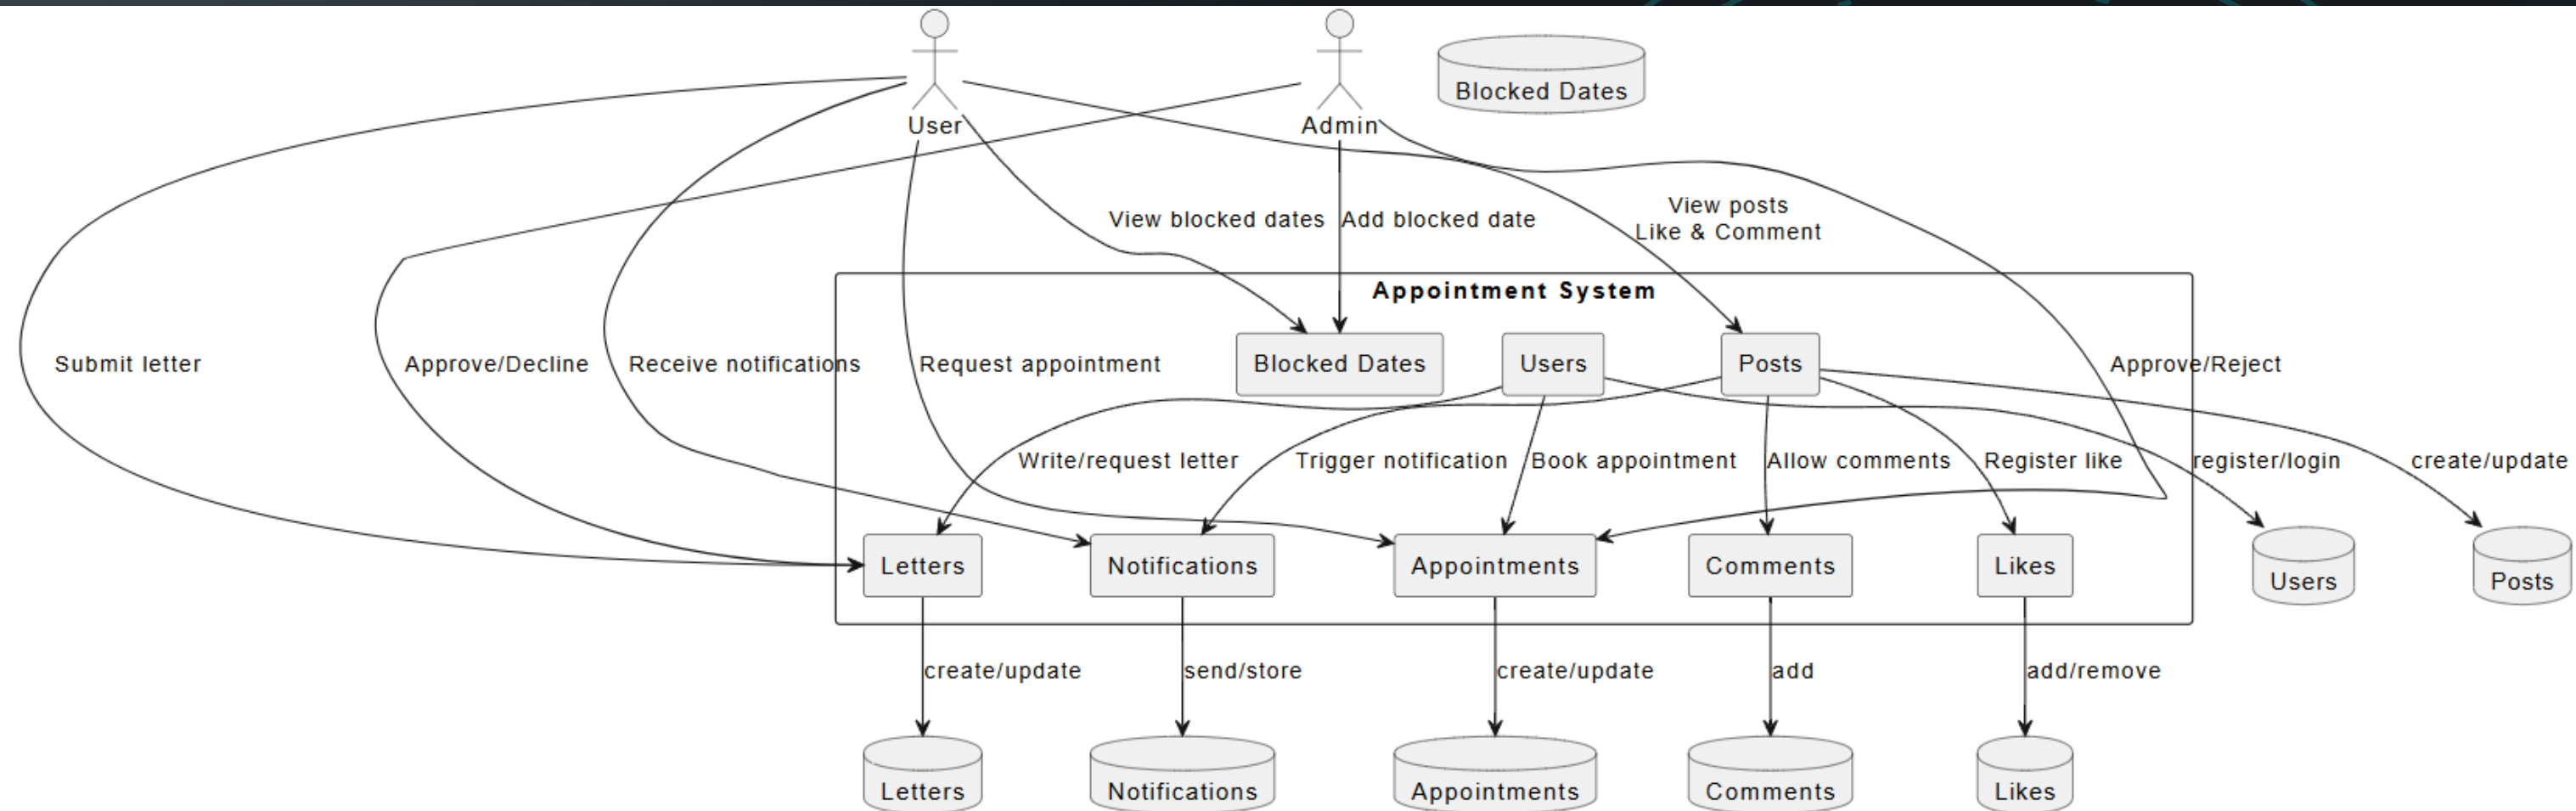 Blocked Dates
User
Admin
View blocked dates
Add blocked date
View posts
Like & Comment
Appointment System
Submit letter
Approve/Decline
Receive notifications
Request appointment
Blocked Dates
Users
Posts
Approve/Reject
Write/request letter
Trigger notification
Book appointment
Allow comments
Register like
register/login
create/update
Letters
Notifications
Appointments
Comments
Likes
Users
Posts
create/update
send/store
create/update
add
add/remove
Letters
Notifications
Appointments
Comments
Likes